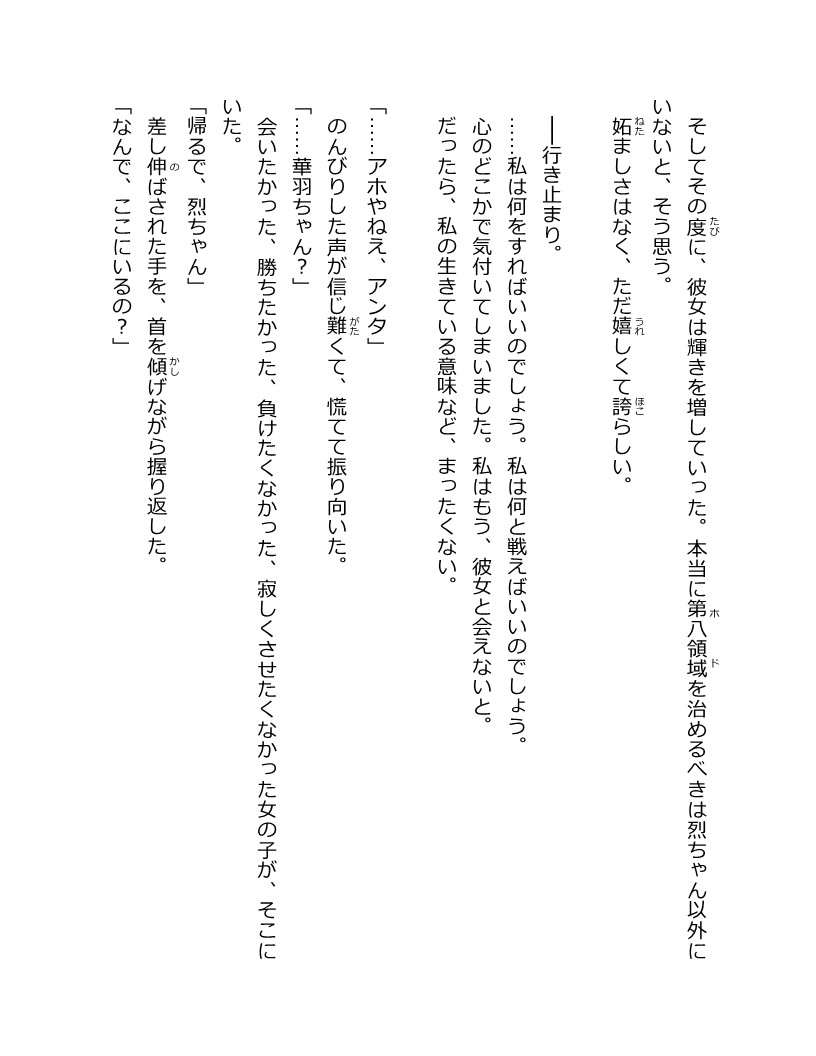 そしてその度に、彼女は輝きを増していった。本当に第八領域を治めるべきは烈ちゃん以外に
いないと、そう思う。
妬ましさはなく、ただ嬉しくて誇らしい。
──行き止まり。
……私は何をすればいいのでしょう。私は何と戦えばいいのでしょう。
心のどこかで気付いてしまいました。私はもう、彼女と会えないと。
だったら、私の生きている意味など、まったくない。
「……アホやねえ、アンタ」
のんびりした声が信じ難くて、慌てて振り向いた。
「……華羽ちゃん？」
会いたかった、勝ちたかった、負けたくなかった、寂しくさせたくなかった女の子が、そこに
いた。
「帰るで、烈ちゃん」
差し伸ばされた手を、首を傾げながら握り返した。
「なんで、ここにいるの？」